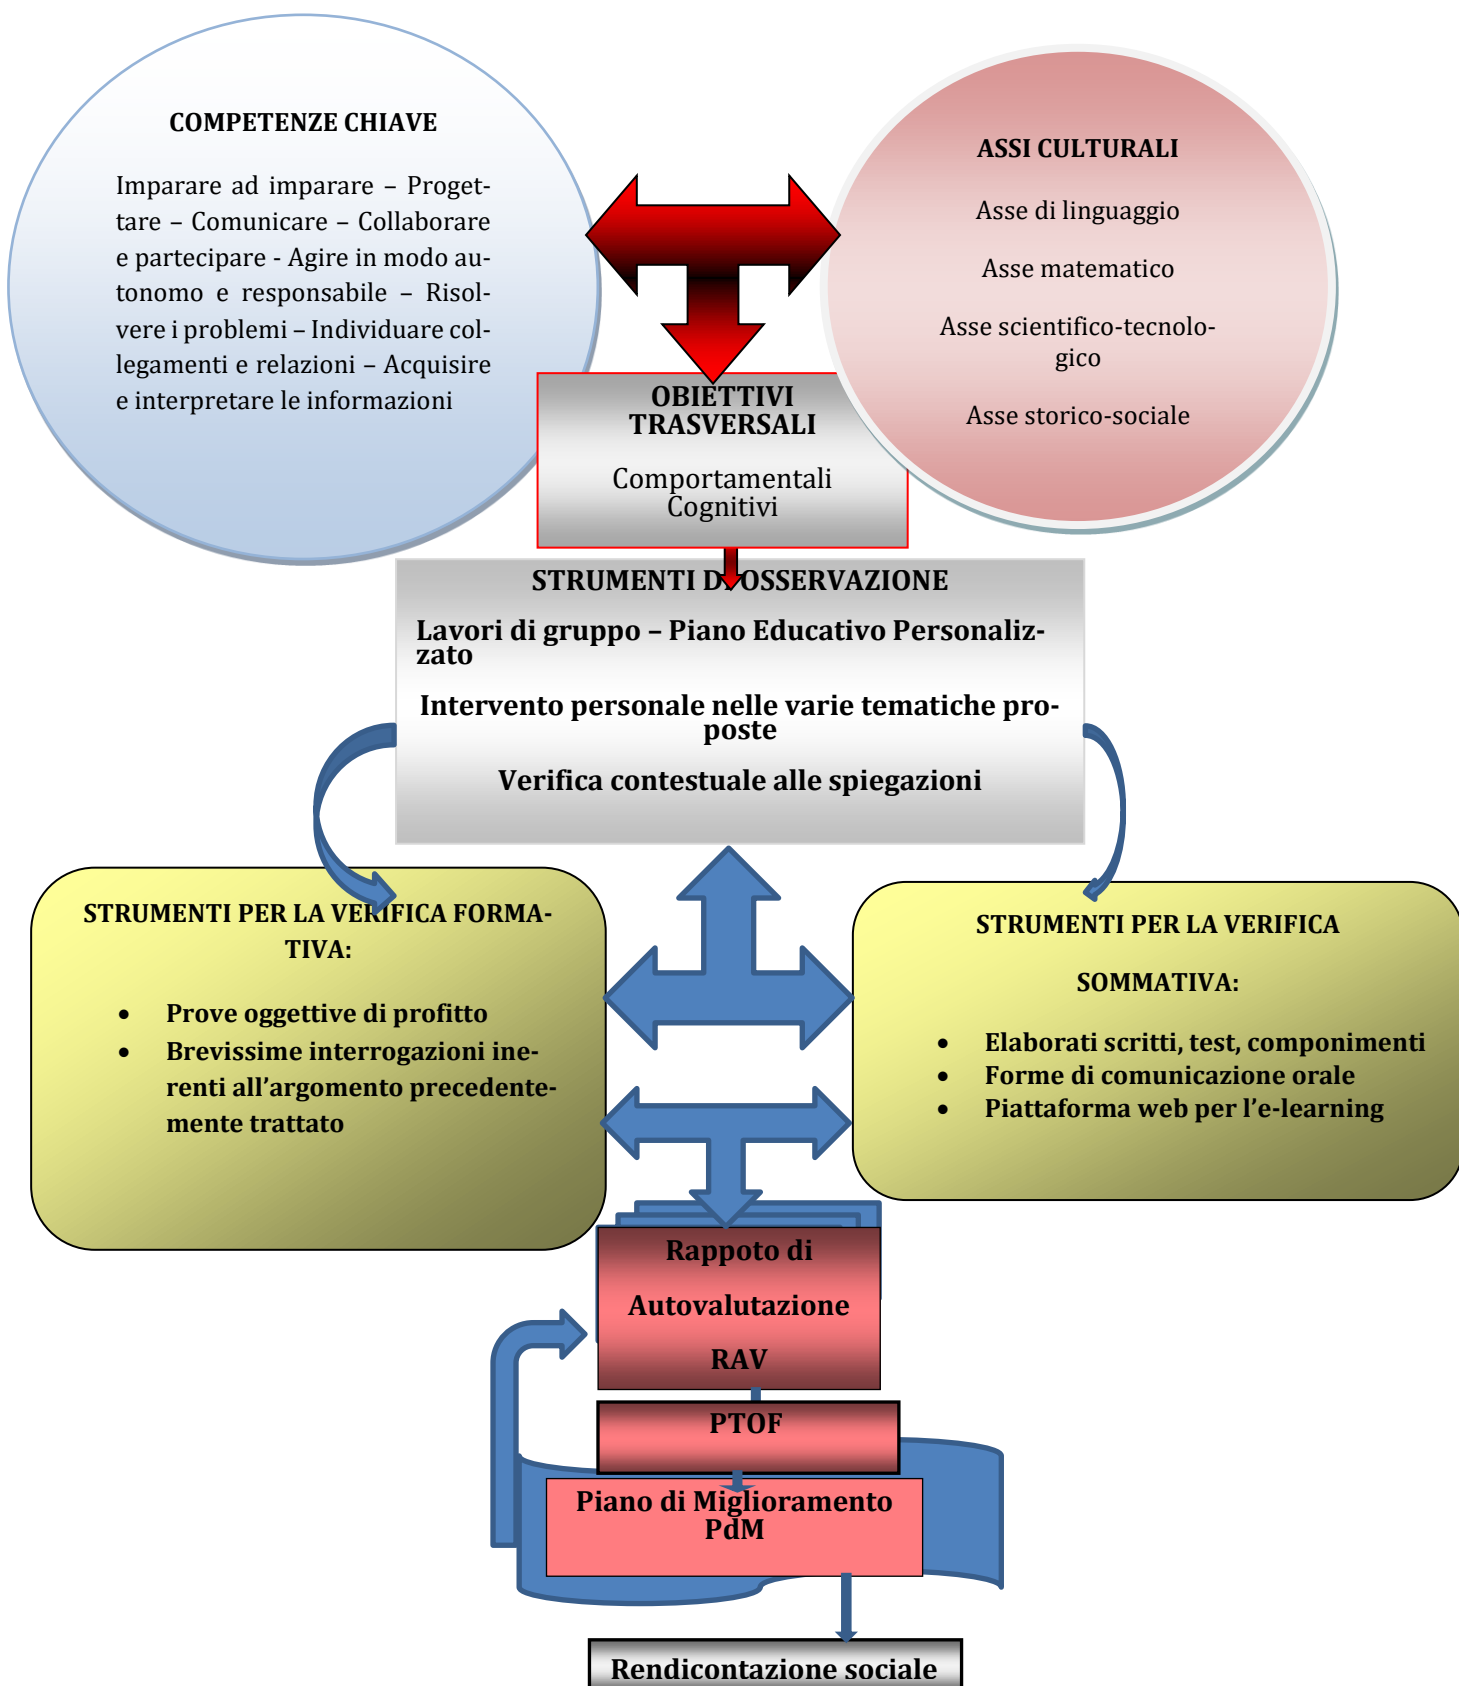 COMPETENZE CHIAVE
Imparare ad imparare – Proget-
tare – Comunicare – Collaborare
e partecipare - Agire in modo au-
tonomo e responsabile – Risol-
vere i problemi – Individuare col-
legamenti e relazioni – Acquisire
e interpretare le informazioni
ASSI CULTURALI
Asse di linguaggio
Asse matematico
Asse scientifico-tecnolo-
gico
Asse storico-sociale
OBIETTIVI
TRASVERSALI
Comportamentali
Cognitivi
STRUMENTI DI OSSERVAZIONE
Lavori di gruppo – Piano Educativo Personaliz-
zato
Intervento personale nelle varie tematiche pro-
poste
Verifica contestuale alle spiegazioni
STRUMENTI PER LA VERIFICA FORMA-
TIVA:
• Prove oggettive di profitto
• Brevissime interrogazioni ine-
renti all’argomento precedente-
mente trattato
STRUMENTI PER LA VERIFICA
SOMMATIVA:
• Elaborati scritti, test, componimenti
• Forme di comunicazione orale
• Piattaforma web per l’e-learning
Rappoto di
Autovalutazione
RAV
PTOF
Piano di Miglioramento
PdM
Rendicontazione sociale